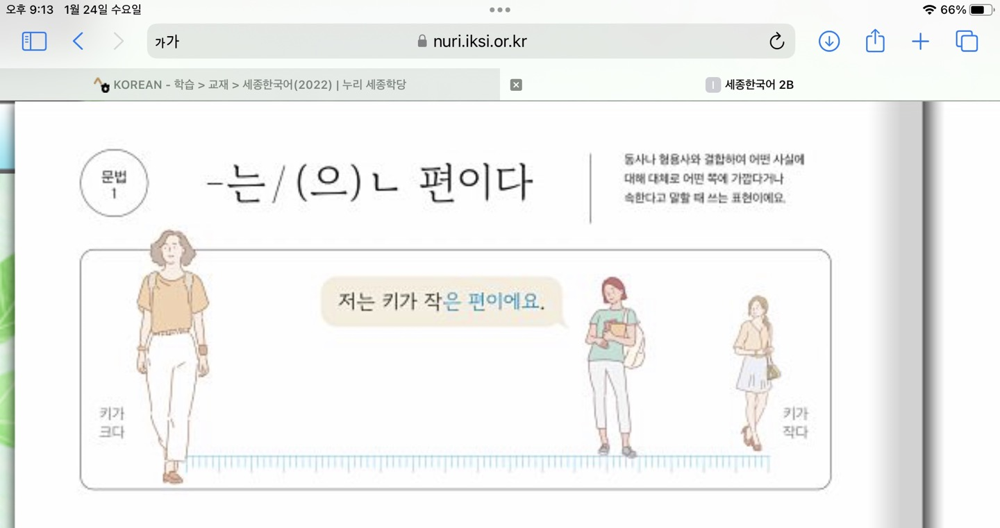 오후 9:13 1월 24일 수요일
66%
가가
nuri.iksi.or.kr
KOREAN - 학습 > 교재 > 세종한국어(2022) | 누리 세종학당
세종한국어 2B
문법
1
-는/(으)ㄴ 편이다
동사나 형용사와 결합하여 어떤 사실에
대해 대체로 어떤 쪽에 가깝다거나
속한다고 말할 때 쓰는 표현이에요.
저는 키가 작은 편이에요.
키가
크다
키가
작다